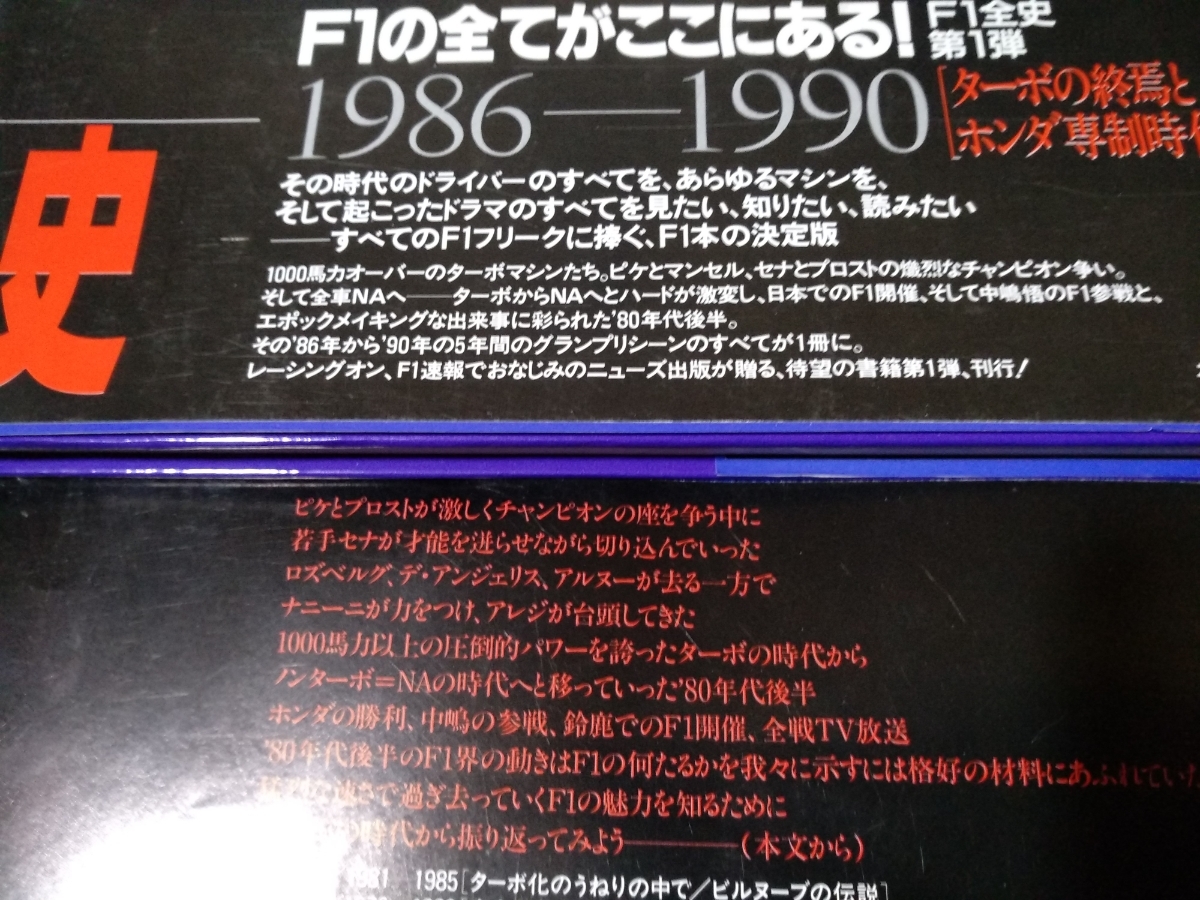 F1の全てがここにある!
F1全史
第1弾
1986――1990
[ターボの終焉と
ホンダ専制時代
史
その時代のドライバーのすべてを、あらゆるマシンを、
そして起こったドラマのすべてを見たい、知りたい、読みたい
――すべてのF1フリークに捧ぐ、F1本の決定版
1000馬力オーバーのターボマシンたち。ピケとマンセル、セナとプロストの熾烈なチャンピオン争い。
そして全車NAへ――ターボからNAへとハードが激変し、日本でのF1開催、そして中嶋悟のF1参戦と、
エポックメイキングな出来事に彩られた'80年代後半。
その'86年から'90年の5年間のグランプリシーンのすべてが1冊に。
レーシングオン、F1速報でおなじみのニューズ出版が贈る、待望の書籍第1弾、刊行!
ピケとプロストが激しくチャンピオンの座を争う中に
若手セナが才能を迸らせながら切り込んでいった
ロズベルグ、デ・アンジェリス、アルヌーが去る一方で
ナニーニが力をつけ、アレジが台頭してきた
1000馬力以上の圧倒的パワーを誇ったターボの時代から
ノンターボ=NAの時代へと移っていった'80年代後半
ホンダの勝利、中嶋の参戦、鈴鹿でのF1開催、全戦TV放送
'80年代後半のF1界の動きはF1の何たるかを我々に示すには格好の材料にあふれていた
速さで過ぎ去っていくF1の魅力を知るために
時代から振り返ってみよう――――(本文から)
1981 1985[ターボ化のうねりの中で/ビルヌーブの伝説]